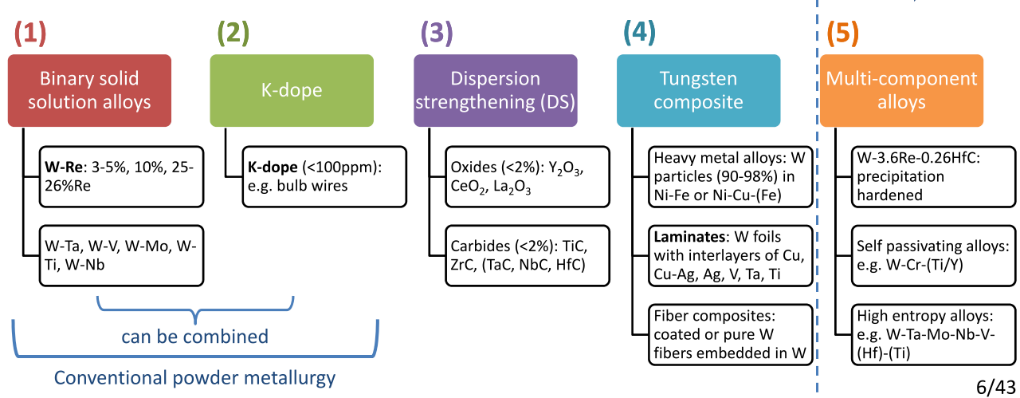 (1)
Binary solid
solution alloys
W-Re: 3-5%, 10%, 25-
26%Re
W-Ta, W-V, W-Mo, W-
Ti, W-Nb
(2)
K-dope
K-dope (<100ppm):
e.g. bulb wires
can be combined
Conventional powder metallurgy
(3)
Dispersion
strengthening (DS)
Oxides (<2%): Y₂O₃,
CeO₂, La₂O₃
Carbides (<2%): TiC,
ZrC, (TaC, NbC, HfC)
(4)
Tungsten
composite
Heavy metal alloys: W
particles (90-98%) in
Ni-Fe or Ni-Cu-(Fe)
Laminates: W foils
with interlayers of Cu,
Cu-Ag, Ag, V, Ta, Ti
Fiber composites:
coated or pure W
fibers embedded in W
(5)
Multi-component
alloys
W-3.6Re-0.26HfC:
precipitation
hardened
Self passivating alloys:
e.g. W-Cr-(Ti/Y)
High entropy alloys:
e.g. W-Ta-Mo-Nb-V-
(Hf)-(Ti)
6/43